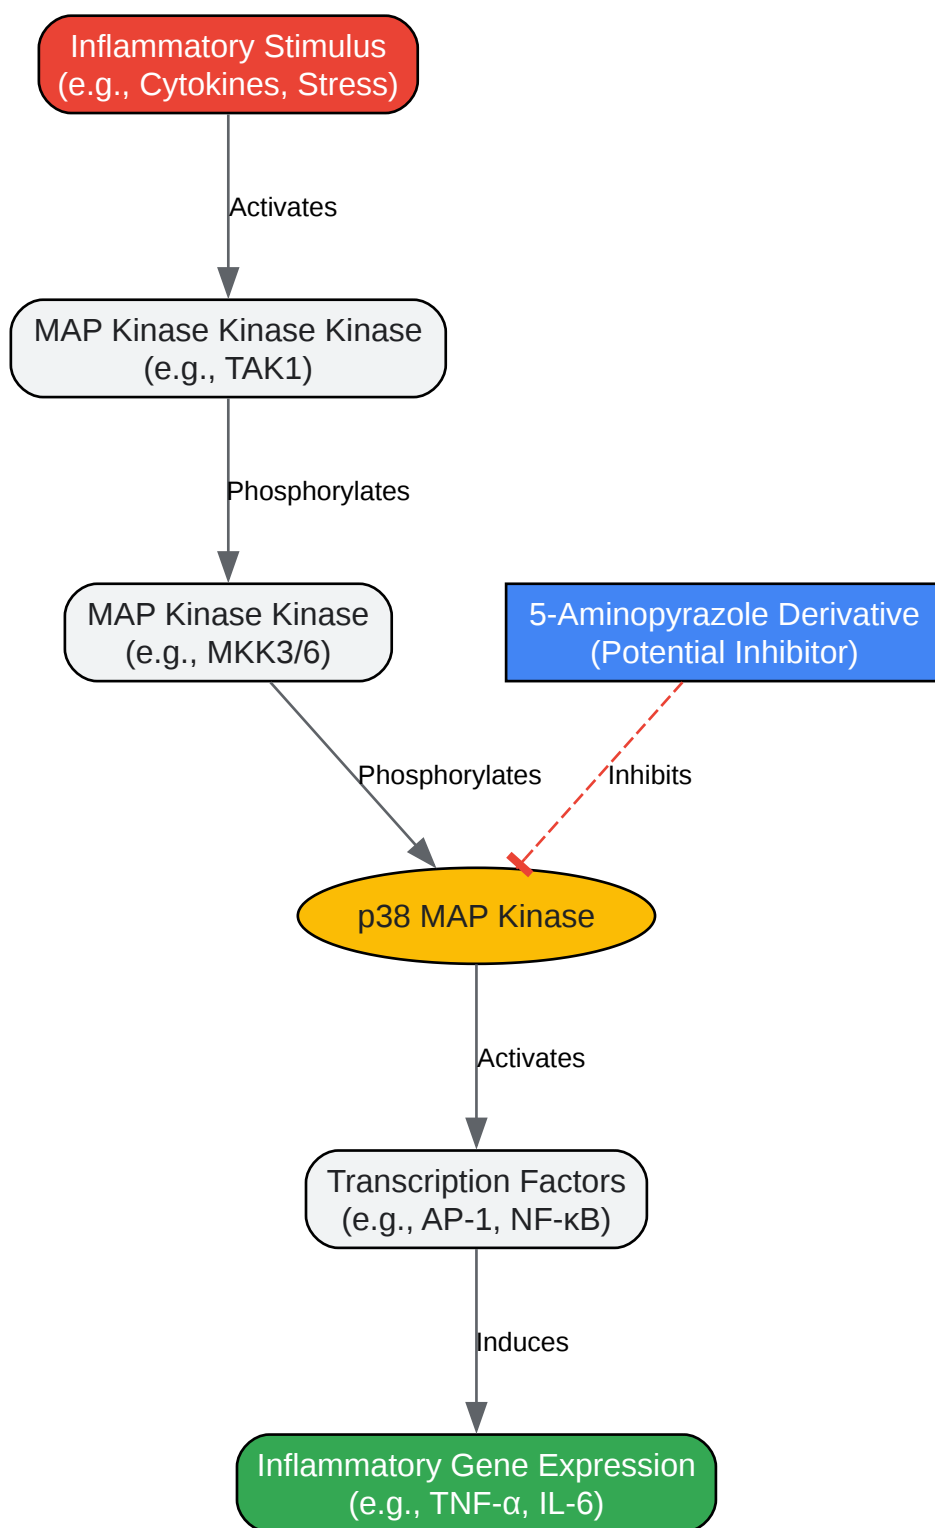 Inflammatory Stimulus
(e.g., Cytokines, Stress)
Activates
MAP Kinase Kinase Kinase
(e.g., TAK1)
Phosphorylates
MAP Kinase Kinase
(e.g., MKK3/6)
5-Aminopyrazole Derivative
(Potential Inhibitor)
Phosphorylates
Inhibits
p38 MAP Kinase
Activates
Transcription Factors
(e.g., AP-1, NF-κB)
Induces
Inflammatory Gene Expression
(e.g., TNF-α, IL-6)